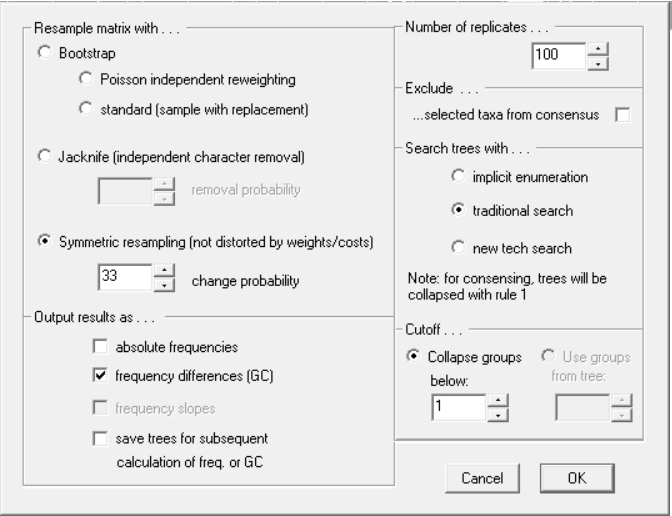 Resample matrix with . . .
Bootstrap
Poisson independent reweighting
standard (sample with replacement)
Jacknife (independent character removal)
removal probability
Symmetric resampling (not distorted by weights/costs)
33
change probability
Output results as . . .
absolute frequencies
frequency differences (GC)
frequency slopes
save trees for subsequent
calculation of freq. or GC
Number of replicates . . .
100
Exclude . . .
...selected taxa from consensus
Search trees with . . .
implicit enumeration
traditional search
new tech search
Note: for consensing, trees will be
collapsed with rule 1
Cutoff . . .
Collapse groups
below:
1
Use groups
from tree:
Cancel
OK